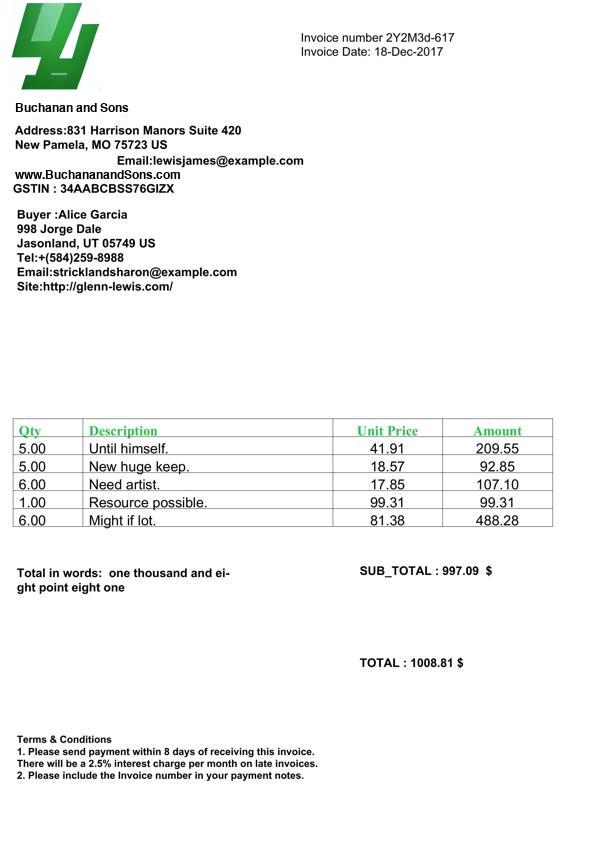 Invoice number 2Y2M3d-617
Invoice Date: 18-Dec-2017
Buchanan and Sons
Address:831 Harrison Manors Suite 420
New Pamela, MO 75723 US
Email:lewisjames@example.com
www.BuchananandSons.com
GSTIN : 34AABCBSS76GIZX
Buyer :Alice Garcia
998 Jorge Dale
Jasonland, UT 05749 US
Tel:+(584)259-8988
Email:stricklandsharon@example.com
Site:http://glenn-lewis.com/
Qty Description Unit Price Amount
5.00 Until himself. 41.91 209.55
5.00 New huge keep. 18.57 92.85
6.00 Need artist. 17.85 107.10
1.00 Resource possible. 99.31 99.31
6.00 Might if lot. 81.38 488.28
Total in words: one thousand and ei-
ght point eight one
SUB_TOTAL : 997.09 $
TOTAL : 1008.81 $
Terms & Conditions
1. Please send payment within 8 days of receiving this invoice.
There will be a 2.5% interest charge per month on late invoices.
2. Please include the Invoice number in your payment notes.